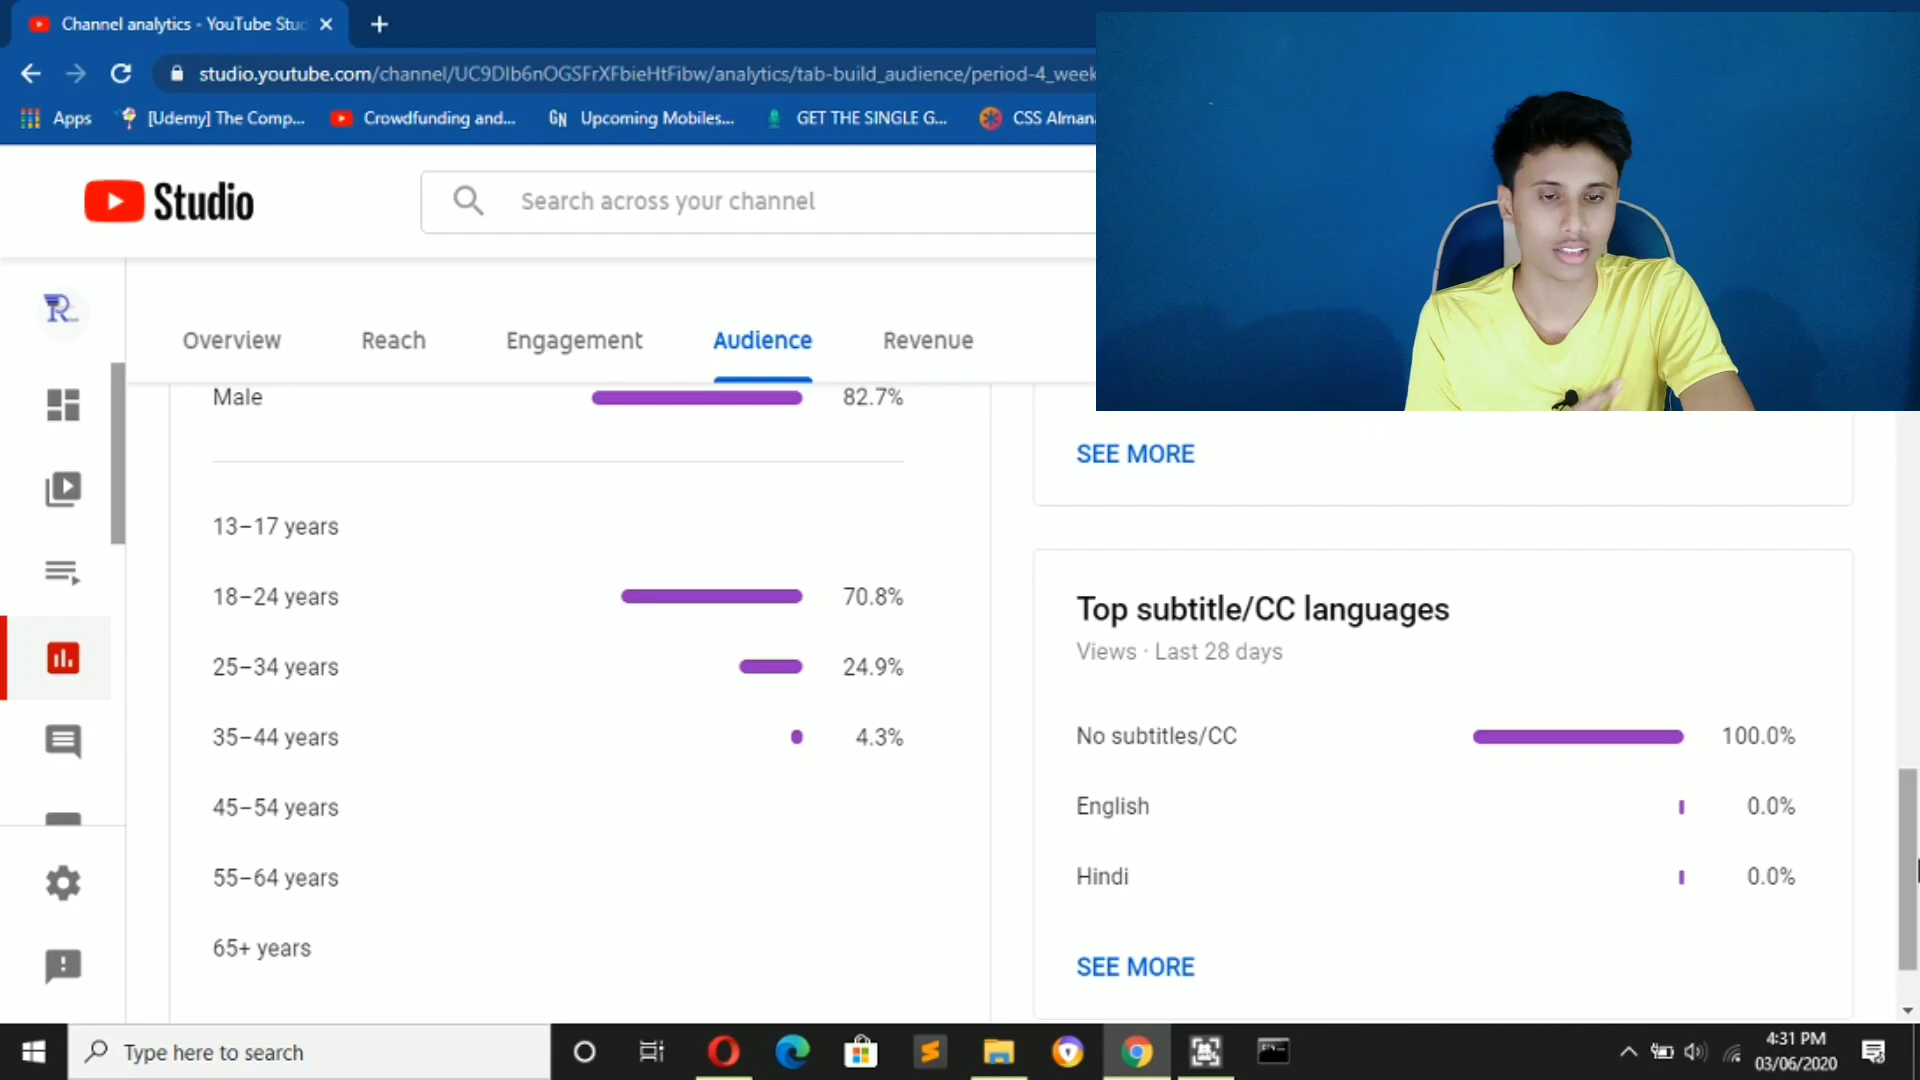 Channel analytics - YouTube Stu
studio.youtube.com/channel/UC9DIb6nOGSFrXFbieHtFibw/analytics/tab-build_audience/period-4_week
Apps
[Udemy] The Comp...
Crowdfunding and...
GN
Upcoming Mobiles...
GET THE SINGLE G...
CSS Alman
Studio
Search across your channel
Overview
Reach
Engagement
Audience
Revenue
Male 82.7%
13–17 years
18–24 years 70.8%
25–34 years 24.9%
35–44 years 4.3%
45–54 years
55–64 years
65+ years
SEE MORE
Top subtitle/CC languages
Views · Last 28 days
No subtitles/CC 100.0%
English 0.0%
Hindi 0.0%
SEE MORE
Type here to search
4:31 PM
03/06/2020